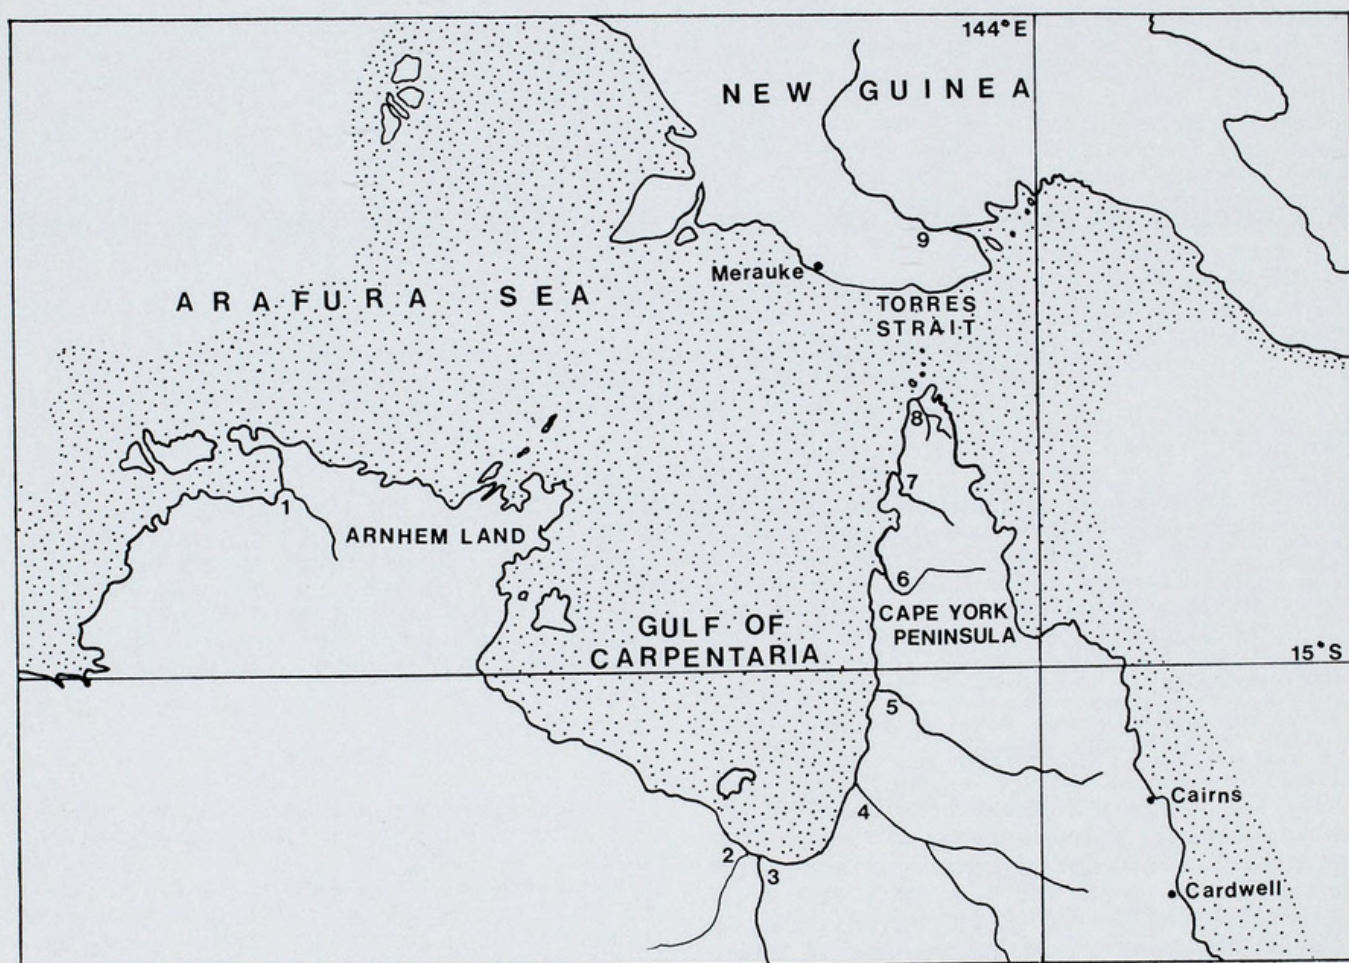 144°E
NEW GUINEA
9
Merauke
ARAFURA SEA
TORRES
STRAIT
8
7
1
ARNHEM LAND
6
CAPE YORK
PENINSULA
GULF OF
CARPENTARIA
15°S
5
Cairns
4
2
3
Cardwell